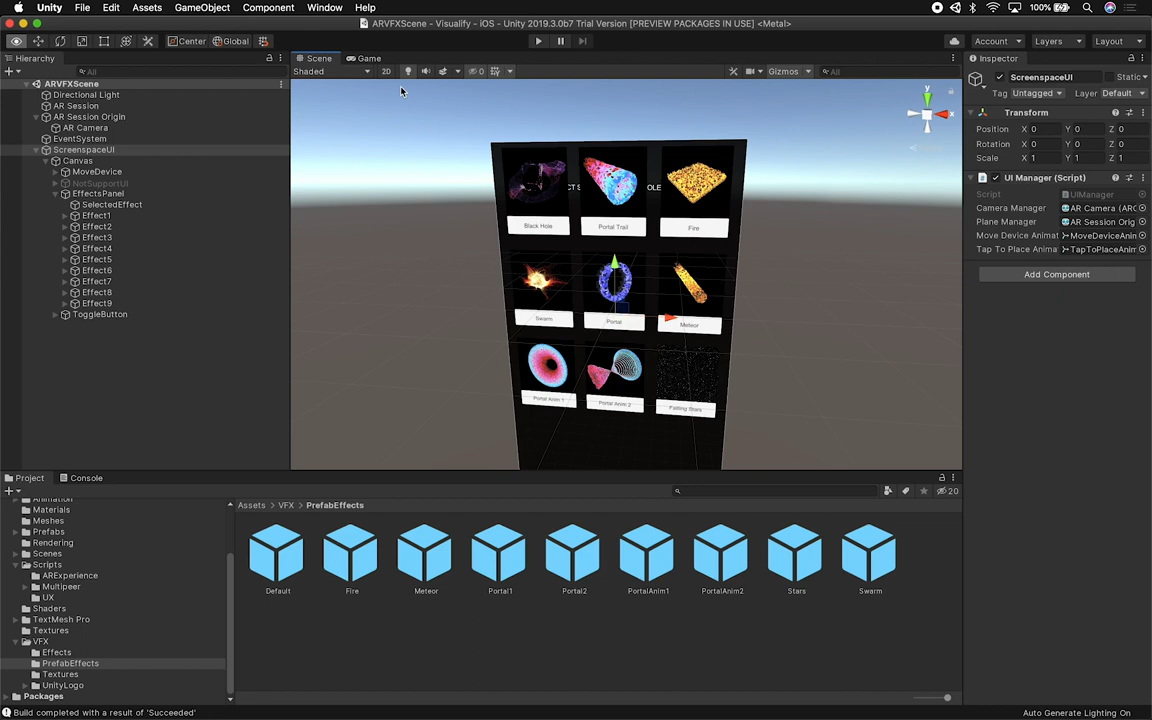 Unity File Edit Assets GameObject Component Window Help 100%
ARVFXScene - Visualify - iOS - Unity 2019.3.0b7 Trial Version [PREVIEW PACKAGES IN USE] <Metal>
Center Global Account Layers Layout
Hierarchy
All
ARVFXScene
Directional Light
AR Session
AR Session Origin
AR Camera
EventSystem
ScreenspaceUI
Canvas
MoveDevice
NotSupportUI
EffectsPanel
SelectedEffect
Effect1
Effect2
Effect3
Effect4
Effect5
Effect6
Effect7
Effect8
Effect9
ToggleButton
Scene Game
Shaded 2D 0 Gizmos All
Black Hole Portal Trail Fire
Swarm Portal Meteor
Portal Anim 1 Portal Anim 2 Falling Stars
y
x
Inspector
ScreenspaceUI Static
Tag Untagged Layer Default
Transform
Position X 0 Y 0 Z 0
Rotation X 0 Y 0 Z 0
Scale X 1 Y 1 Z 1
UI Manager (Script)
Script UIManager
Camera Manager AR Camera (ARC
Plane Manager AR Session Orig
Move Device Animat MoveDeviceAnim
Tap To Place Anima TapToPlaceAnim
Add Component
Project Console
20
Animation
Materials
Meshes
Prefabs
Rendering
Scenes
Scripts
ARExperience
Multipeer
UX
Shaders
TextMesh Pro
Textures
VFX
Effects
PrefabEffects
Textures
UnityLogo
Packages
Assets > VFX > PrefabEffects
Default Fire Meteor Portal1 Portal2 PortalAnim1 PortalAnim2 Stars Swarm
Build completed with a result of 'Succeeded' Auto Generate Lighting On